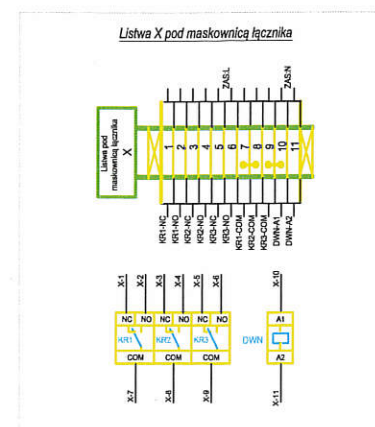 Listwa X pod maskownicą łącznika
Listwa pod
maskownicą łącznika
X
ZAS:L
ZAS:N
1
2
3
4
5
6
7
8
9
10
11
KR1-NC
KR1-NO
KR2-NC
KR2-NO
KR3-NC
KR3-NO
KR1-COM
KR2-COM
KR3-COM
DWN-A1
DWN-A2
X-1
X-2
X-3
X-4
X-5
X-6
X-10
NC NO NC NO NC NO
A1
KR1 KR2 KR3
DWN
COM COM COM
A2
X-7
X-8
X-9
X-11